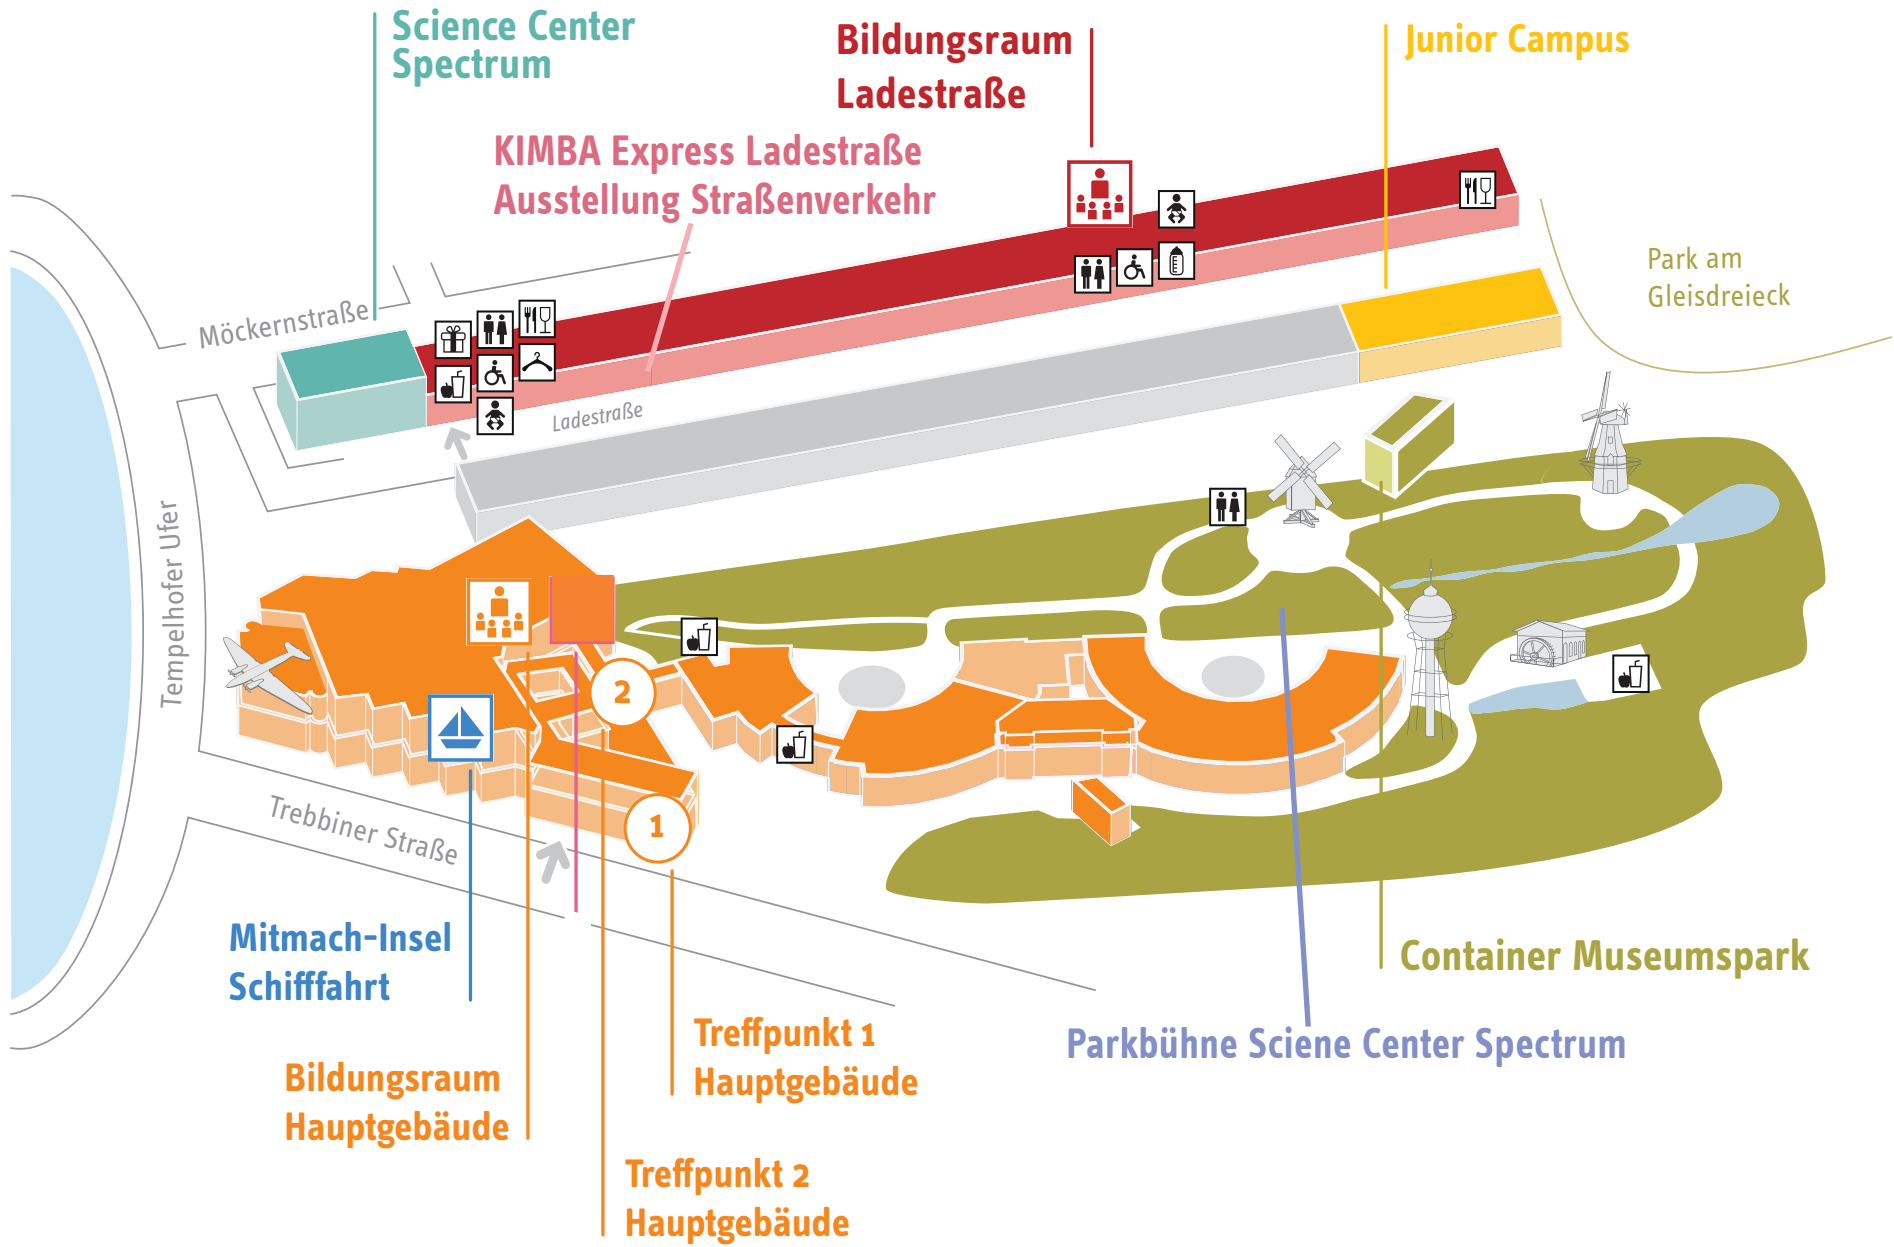 Science Center
Spectrum
Bildungsraum
Ladestraße
Junior Campus
KIMBA Express Ladestraße
Ausstellung Straßenverkehr
Park am
Gleisdreieck
Möckernstraße
Ladestraße
Tempelhofer Ufer
2
1
Trebbiner Straße
Mitmach-Insel
Schifffahrt
Container Museumspark
Treffpunkt 1
Hauptgebäude
Parkbühne Sciene Center Spectrum
Bildungsraum
Hauptgebäude
Treffpunkt 2
Hauptgebäude